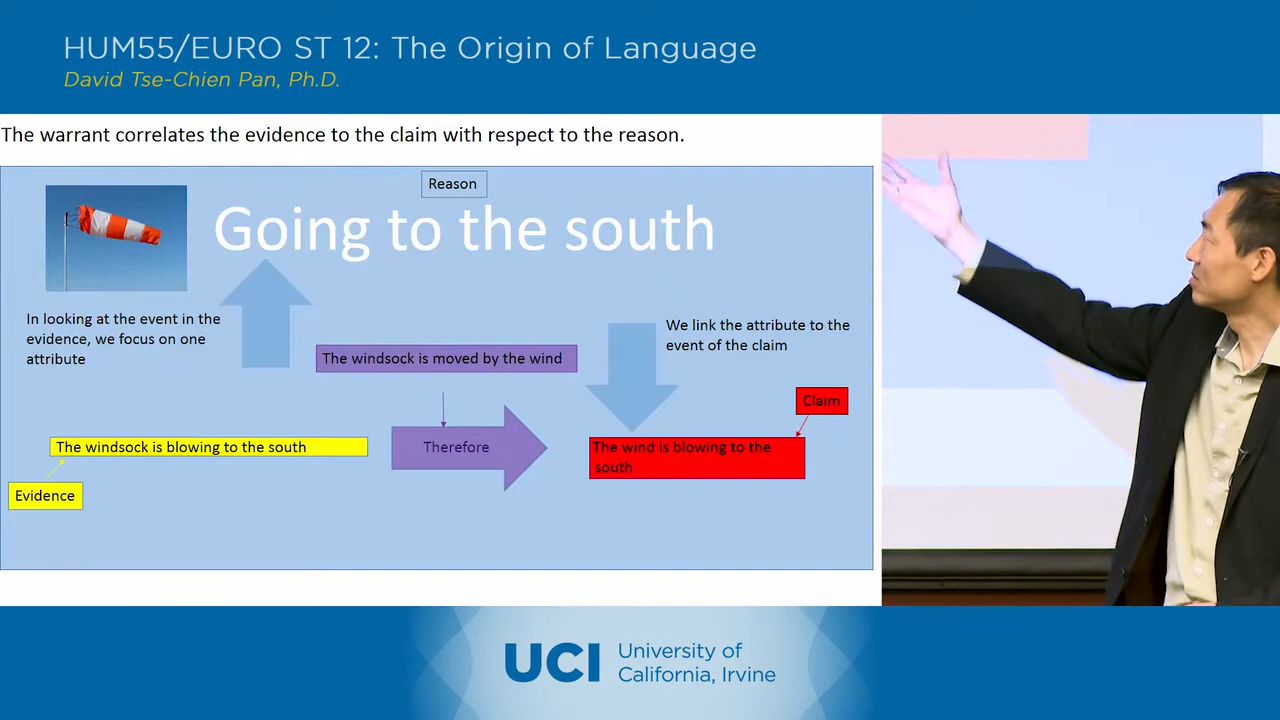 HUM55/EURO ST 12: The Origin of Language
David Tse-Chien Pan, Ph.D.
The warrant correlates the evidence to the claim with respect to the reason.
Reason
Going to the south
In looking at the event in the
evidence, we focus on one
attribute
We link the attribute to the
event of the claim
The windsock is moved by the wind
Claim
The windsock is blowing to the south
Therefore
The wind is blowing to the
south
Evidence
UCI
University of
California, Irvine